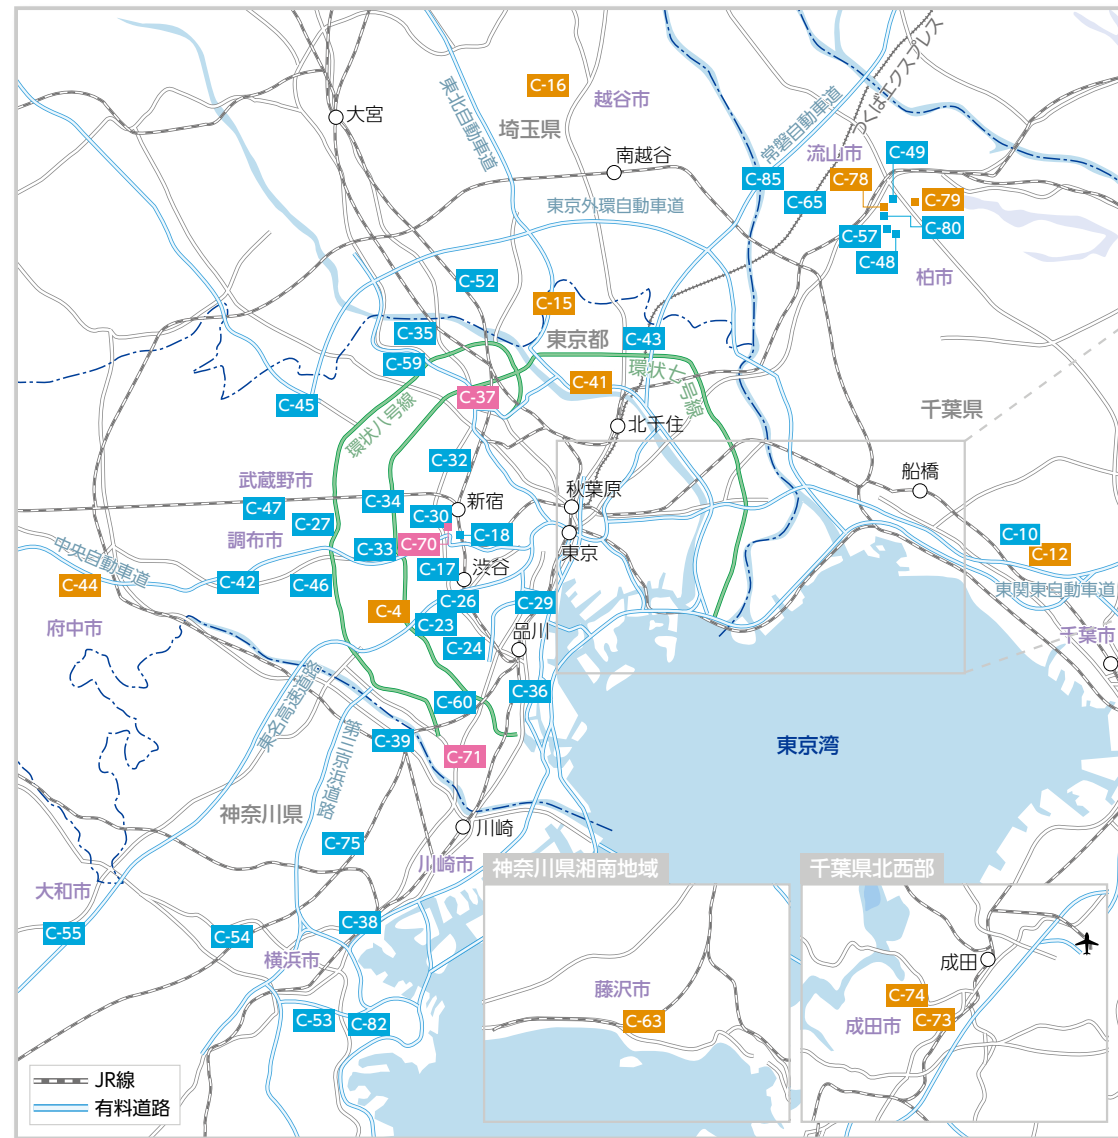 C-16
越谷市
大宮
東北自動車道
埼玉県
つくばエクスプレス
常磐自動車道
南越谷
流山市
C-49
C-85
C-78
C-65
C-79
C-80
C-57
C-48
柏市
東京外環自動車道
C-52
C-15
C-35
東京都
C-43
C-59
C-41
環状七号線
C-37
C-45
環状八号線
千葉県
北千住
C-32
武蔵野市
船橋
C-47
C-34
新宿
秋葉原
C-30
C-27
C-18
調布市
C-70
C-33
東京
C-10
C-12
中央自動車道
C-44
C-42
C-46
C-17
渋谷
東関東自動車道
C-4
C-26
C-29
C-23
府中市
品川
C-24
千葉市
東名高速道路
C-36
C-60
第三京浜道路
C-39
C-71
東京湾
神奈川県
川崎
C-75
川崎市
神奈川県湘南地域
千葉県北西部
大和市
C-55
C-54
C-38
横浜市
成田
藤沢市
C-63
C-74
C-73
成田市
C-53
C-82
JR線
有料道路